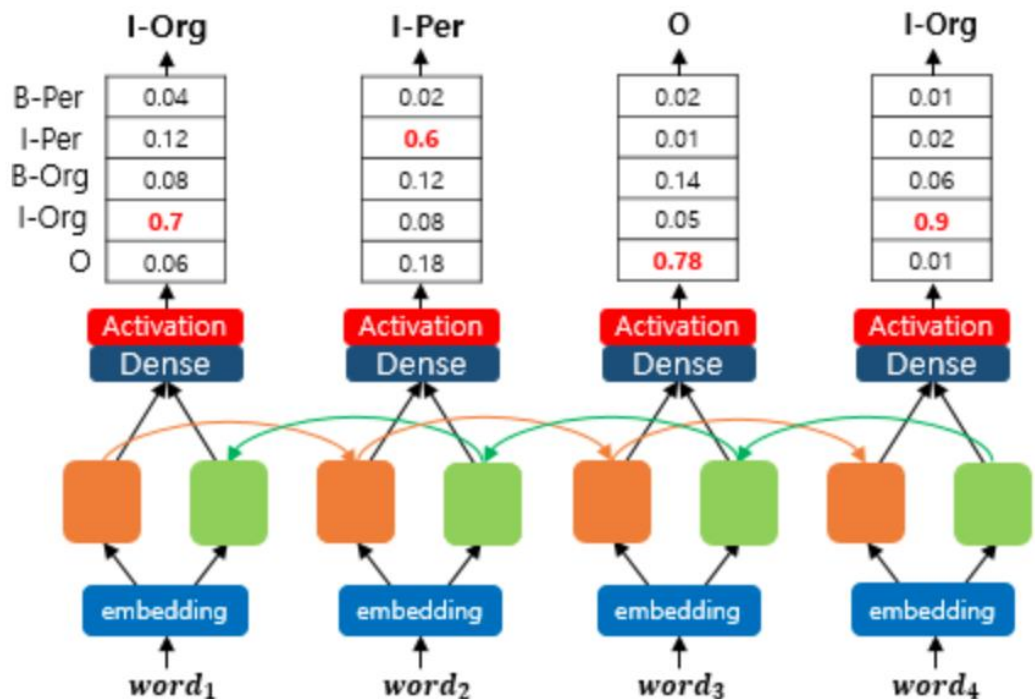 I-Org I-Per O I-Org
B-Per 0.04 0.02 0.02 0.01
I-Per 0.12 0.6 0.01 0.02
B-Org 0.08 0.12 0.14 0.06
I-Org 0.7 0.08 0.05 0.9
O 0.06 0.18 0.78 0.01
Activation Activation Activation Activation
Dense Dense Dense Dense
embedding embedding embedding embedding
word₁ word₂ word₃ word₄